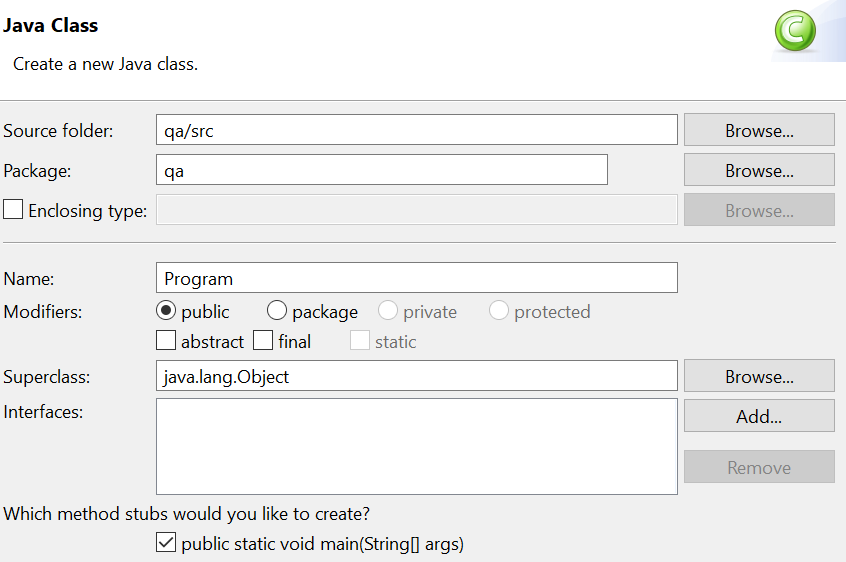 Java Class
Create a new Java class.
Source folder: qa/src Browse...
Package: qa Browse...
Enclosing type: Browse...
Name: Program
Modifiers: public package private protected
abstract final static
Superclass: java.lang.Object Browse...
Interfaces: Add...
Remove
Which method stubs would you like to create?
public static void main(String[] args)